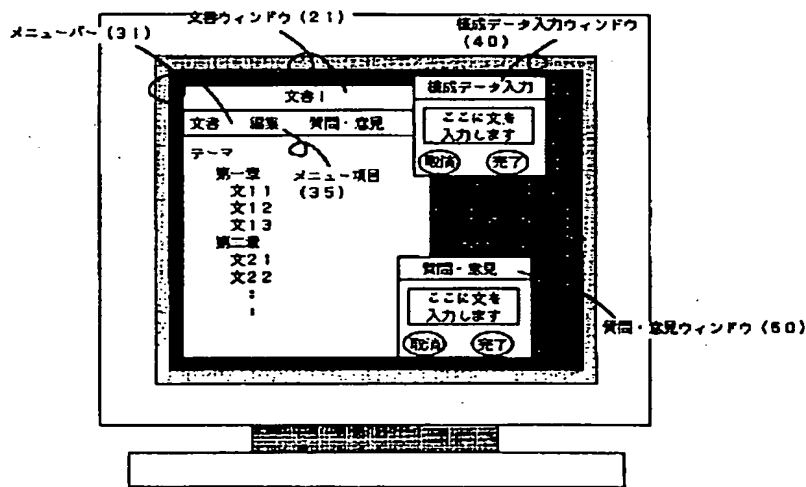 文書ウィンドウ(21)
メニューバー(31)
構成データ入力ウィンドウ
(40)
文書1
構成データ入力
文書 編集 質問・意見
ここに文を
入力します
取消 完了
テーマ
メニュー項目
(35)
第一章
文11
文12
文13
第二章
文21
文22
:
:
質問・意見
ここに文を
入力します
取消 完了
質問・意見ウィンドウ(50)